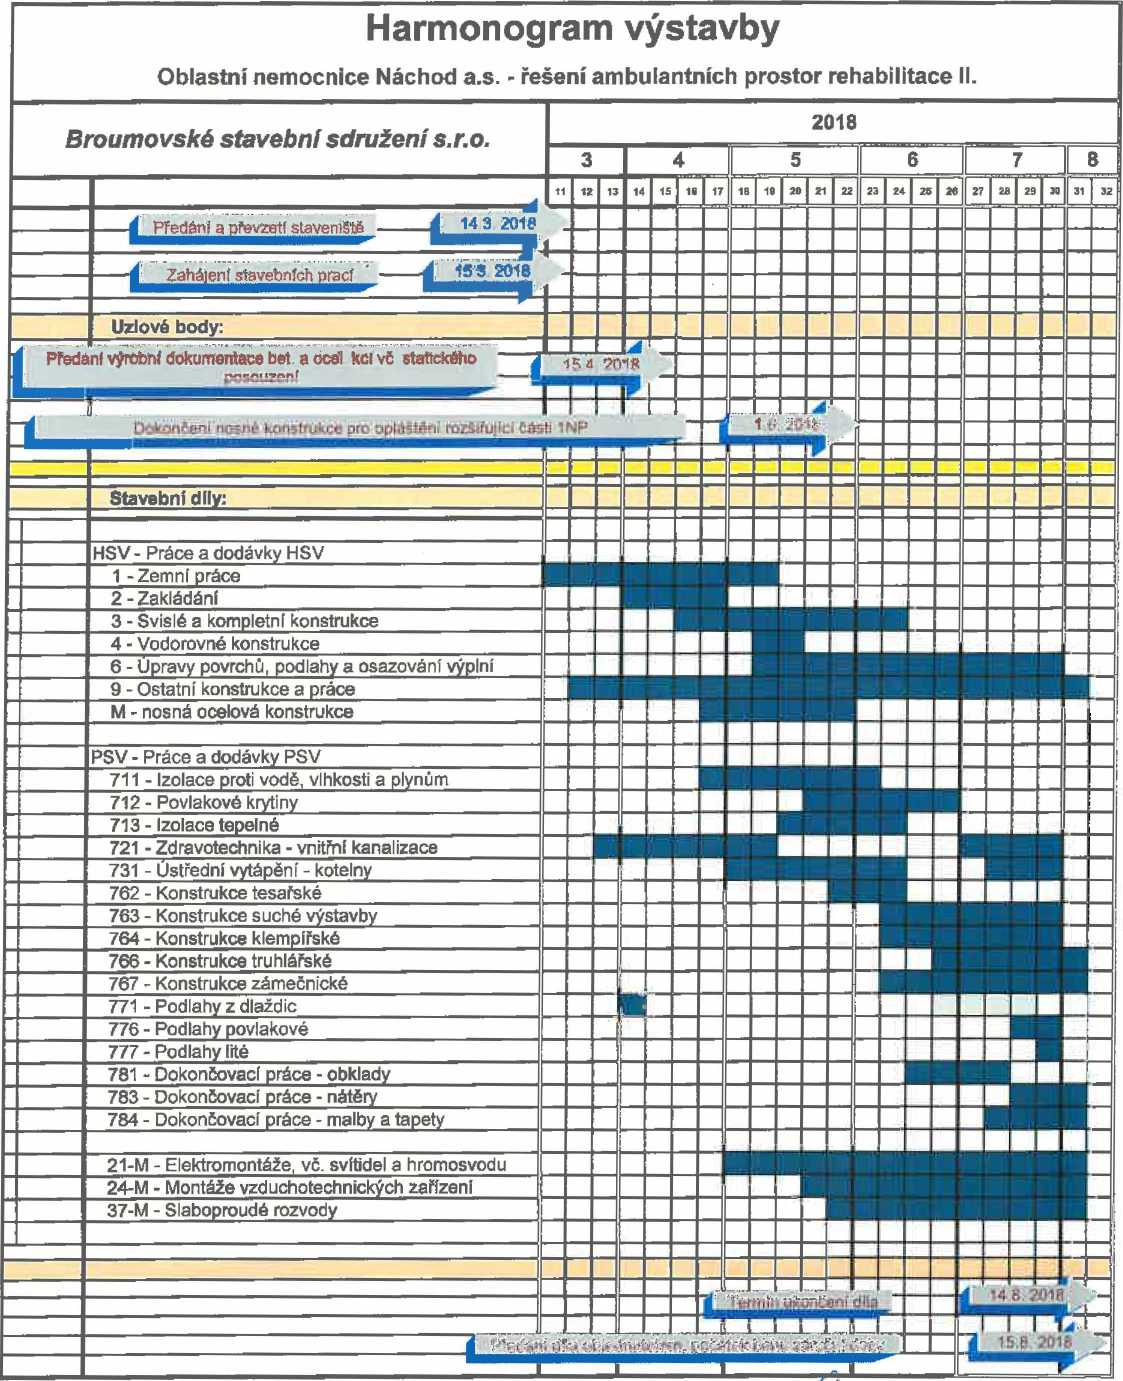 Harmonogram výstavby
Oblastní nemocnice Náchod a.s. - řešení ambulantních prostor rehabilitace II.
Broumovské stavební sdružení s.r.o.
2018
3 4 5 6 7 8
11 12 13 14 15 16 17 18 19 20 21 22 23 24 25 26 27 28 29 30 31 32
Předání a převzetí staveniště 14 3. 2018
Zahájení stavebních prací 15 3. 2018
Uzlové body:
Předání výrobní dokumentace bet. a ocel. kcí vč. statického
posouzení
15.4. 2018
Dokončení nosné konstrukce pro opláštění rozšiřující části 1NP 1.6. 2018
Stavební díly:
HSV - Práce a dodávky HSV
1 - Zemní práce
2 - Zakládání
3 - Svislé a kompletní konstrukce
4 - Vodorovné konstrukce
6 - Úpravy povrchů, podlahy a osazování výplní
9 - Ostatní konstrukce a práce
M - nosná ocelová konstrukce
PSV - Práce a dodávky PSV
711 - Izolace proti vodě, vlhkosti a plynům
712 - Povlakové krytiny
713 - Izolace tepelné
721 - Zdravotechnika - vnitřní kanalizace
731 - Ústřední vytápění - kotelny
762 - Konstrukce tesařské
763 - Konstrukce suché výstavby
764 - Konstrukce klempířské
766 - Konstrukce truhlářské
767 - Konstrukce zámečnické
771 - Podlahy z dlaždic
776 - Podlahy povlakové
777 - Podlahy lité
781 - Dokončovací práce - obklady
783 - Dokončovací práce - nátěry
784 - Dokončovací práce - malby a tapety
21-M - Elektromontáže, vč. svítidel a hromosvodu
24-M - Montáže vzduchotechnických zařízení
37-M - Slaboproudé rozvody
Termín ukončení díla 14.8. 2018
Předání díla 15.8. 2018